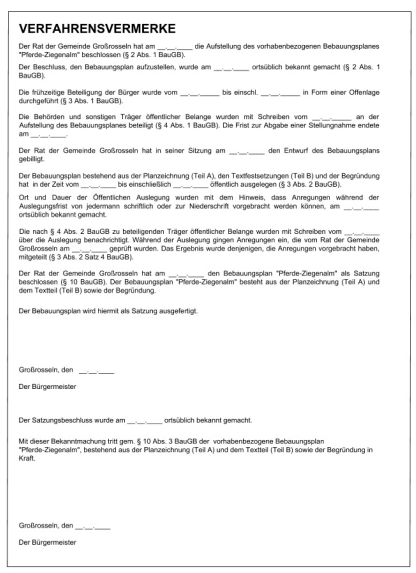 VERFAHRENSVERMERKE
Der Rat der Gemeinde Großrosseln hat am __.__.____ die Aufstellung des vorhabenbezogenen Bebauungsplanes
"Pferde-Ziegenalm" beschlossen (§ 2 Abs. 1 BauGB).
Der Beschluss, den Bebauungsplan aufzustellen, wurde am __.__.____ ortsüblich bekannt gemacht (§ 2 Abs. 1
BauGB).
Die frühzeitige Beteiligung der Bürger wurde vom __.__.____ bis einschl. __.__.____ in Form einer Offenlage
durchgeführt (§ 3 Abs. 1 BauGB).
Die Behörden und sonstigen Träger öffentlicher Belange wurden mit Schreiben vom __.__.____ an der
Aufstellung des Bebauungsplanes beteiligt (§ 4 Abs. 1 BauGB). Die Frist zur Abgabe einer Stellungnahme endete
am __.__.____.
Der Rat der Gemeinde Großrosseln hat in seiner Sitzung am __.__.____ den Entwurf des Bebauungsplans
gebilligt.
Der Bebauungsplan bestehend aus der Planzeichnung (Teil A), den Textfestsetzungen (Teil B) und der Begründung
hat in der Zeit vom __.__.____ bis einschließlich __.__.____ öffentlich ausgelegen (§ 3 Abs. 2 BauGB).
Ort und Dauer der Öffentlichen Auslegung wurden mit dem Hinweis, dass Anregungen während der
Auslegungsfrist von jedermann schriftlich oder zur Niederschrift vorgebracht werden können, am __.__.____
ortsüblich bekannt gemacht.
Die nach § 4 Abs. 2 BauGB zu beteiligenden Träger öffentlicher Belange wurden mit Schreiben vom __.__.____
über die Auslegung benachrichtigt. Während der Auslegung gingen Anregungen ein, die vom Rat der Gemeinde
Großrosseln am __.__.____ geprüft wurden. Das Ergebnis wurde denjenigen, die Anregungen vorgebracht haben,
mitgeteilt (§ 3 Abs. 2 Satz 4 BauGB).
Der Rat der Gemeinde Großrosseln hat am __.__.____ den Bebauungsplan "Pferde-Ziegenalm" als Satzung
beschlossen (§ 10 BauGB). Der Bebauungsplan "Pferde-Ziegenalm" besteht aus der Planzeichnung (Teil A) und
dem Textteil (Teil B) sowie der Begründung.
Der Bebauungsplan wird hiermit als Satzung ausgefertigt.
Großrosseln, den __.__.____
Der Bürgermeister
Der Satzungsbeschluss wurde am __.__.____ ortsüblich bekannt gemacht.
Mit dieser Bekanntmachung tritt gem. § 10 Abs. 3 BauGB der vorhabenbezogene Bebauungsplan
"Pferde-Ziegenalm", bestehend aus der Planzeichnung (Teil A) und dem Textteil (Teil B) sowie der Begründung in
Kraft.
Großrosseln, den __.__.____
Der Bürgermeister